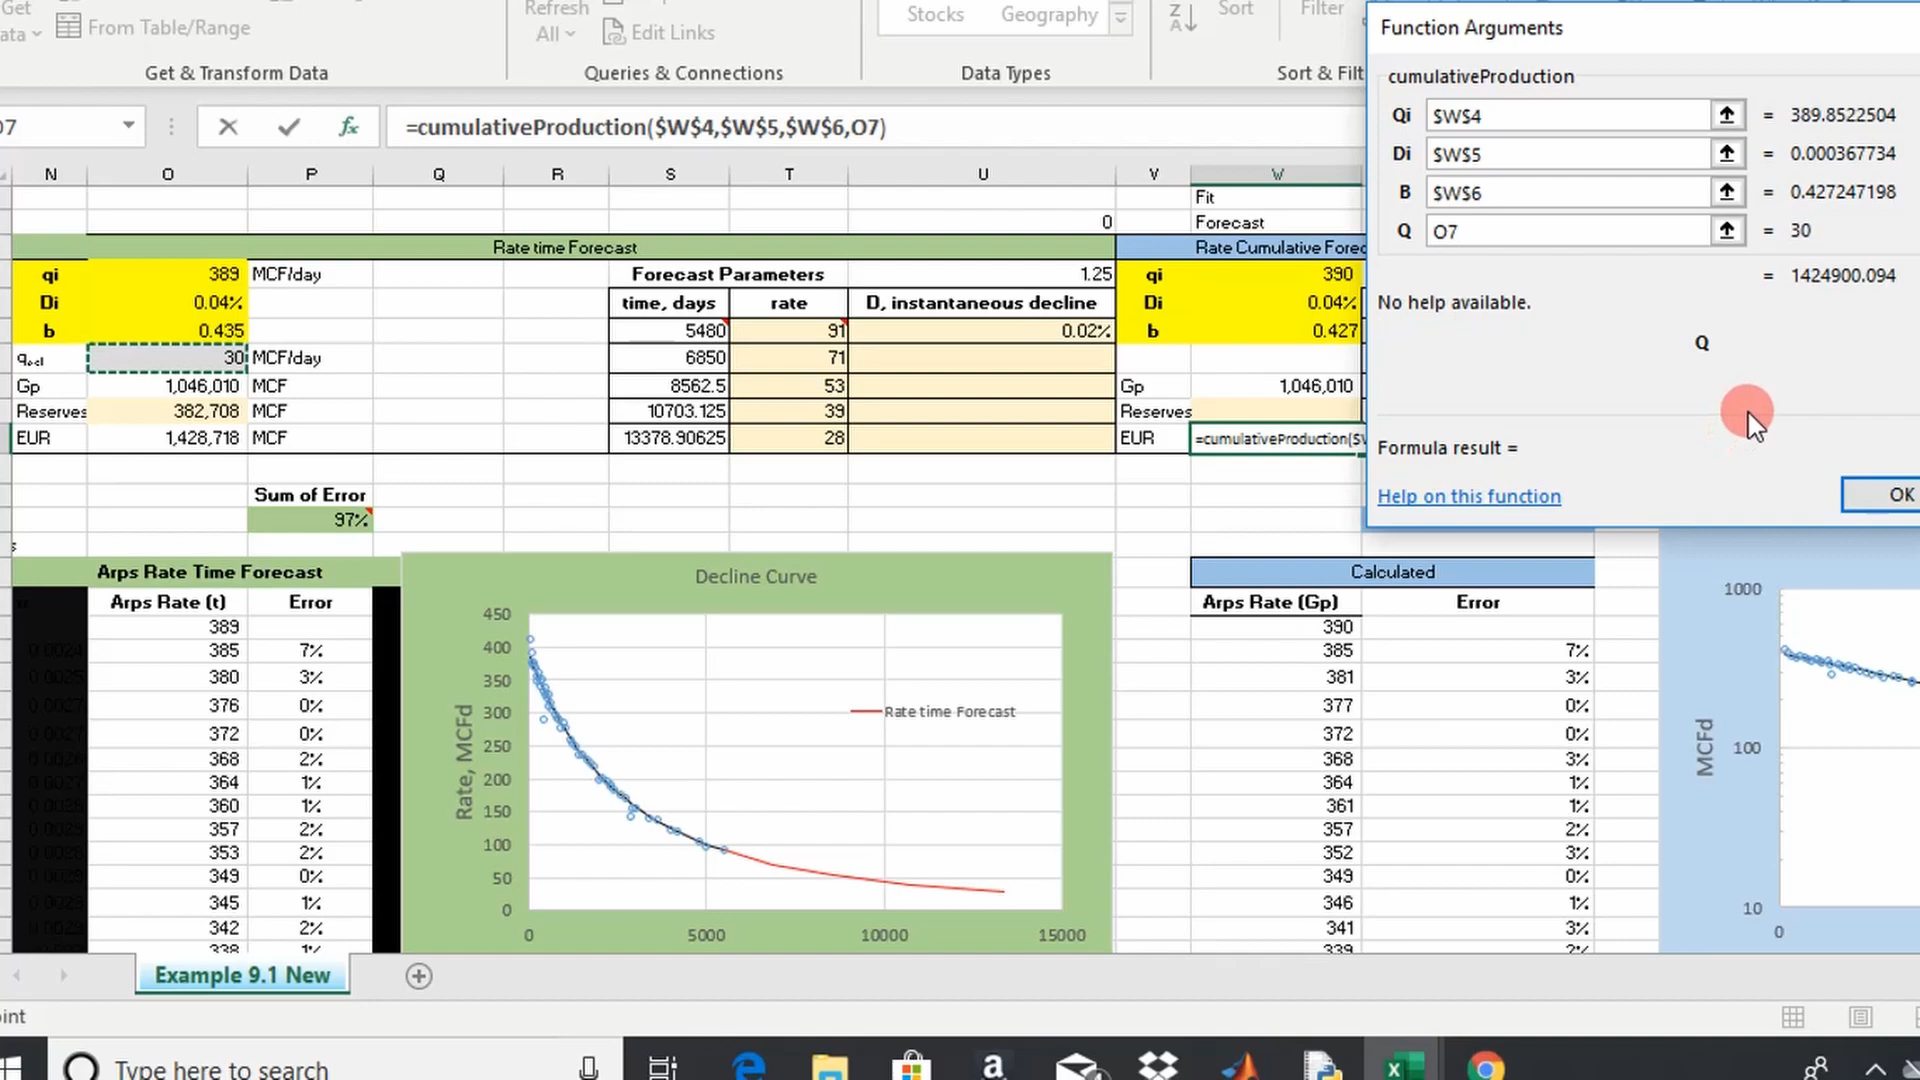 Get
ata
From Table/Range
Refresh
All
Edit Links
Stocks
Geography
Sort
Filter
Get & Transform Data
Queries & Connections
Data Types
Sort & Filt
Function Arguments
cumulativeProduction
Qi $W$4 = 389.8522504
Di $W$5 = 0.000367734
B $W$6 = 0.427247198
Q O7 = 30
= 1424900.094
No help available.
Q
Formula result =
Help on this function
OK
fx
=cumulativeProduction($W$4,$W$5,$W$6,O7)
N O P Q R S T U V W
Fit
0 Forecast
Rate time Forecast Rate Cumulative Forec
qi 389 MCF/day Forecast Parameters 1.25 qi 390
Di 0.04% time, days rate D, instantaneous decline Di 0.04%
b 0.435 5480 91 0.02% b 0.427
30 MCF/day 6850 71
Gp 1,046,010 MCF 8562.5 53 Gp 1,046,010
Reserves 382,708 MCF 10703.125 39 Reserves
EUR 1,428,718 MCF 13378.90625 28 EUR =cumulativeProduction($W
Sum of Error
97%
Arps Rate Time Forecast
Arps Rate (t) Error
389
385 7%
380 3%
376 0%
372 0%
368 2%
364 1%
360 1%
357 2%
353 2%
349 0%
345 1%
342 2%
338 1%
Decline Curve
Rate, MCFd
450
400
350
300
250
200
150
100
50
0
0 5000 10000 15000
Rate time Forecast
Calculated
Arps Rate (Gp) Error
390
385 7%
381 3%
377 0%
372 0%
368 3%
364 1%
361 1%
357 2%
352 3%
349 0%
346 1%
341 3%
339 2%
MCFd
1000
100
10
0
Example 9.1 New
oint
Type here to search